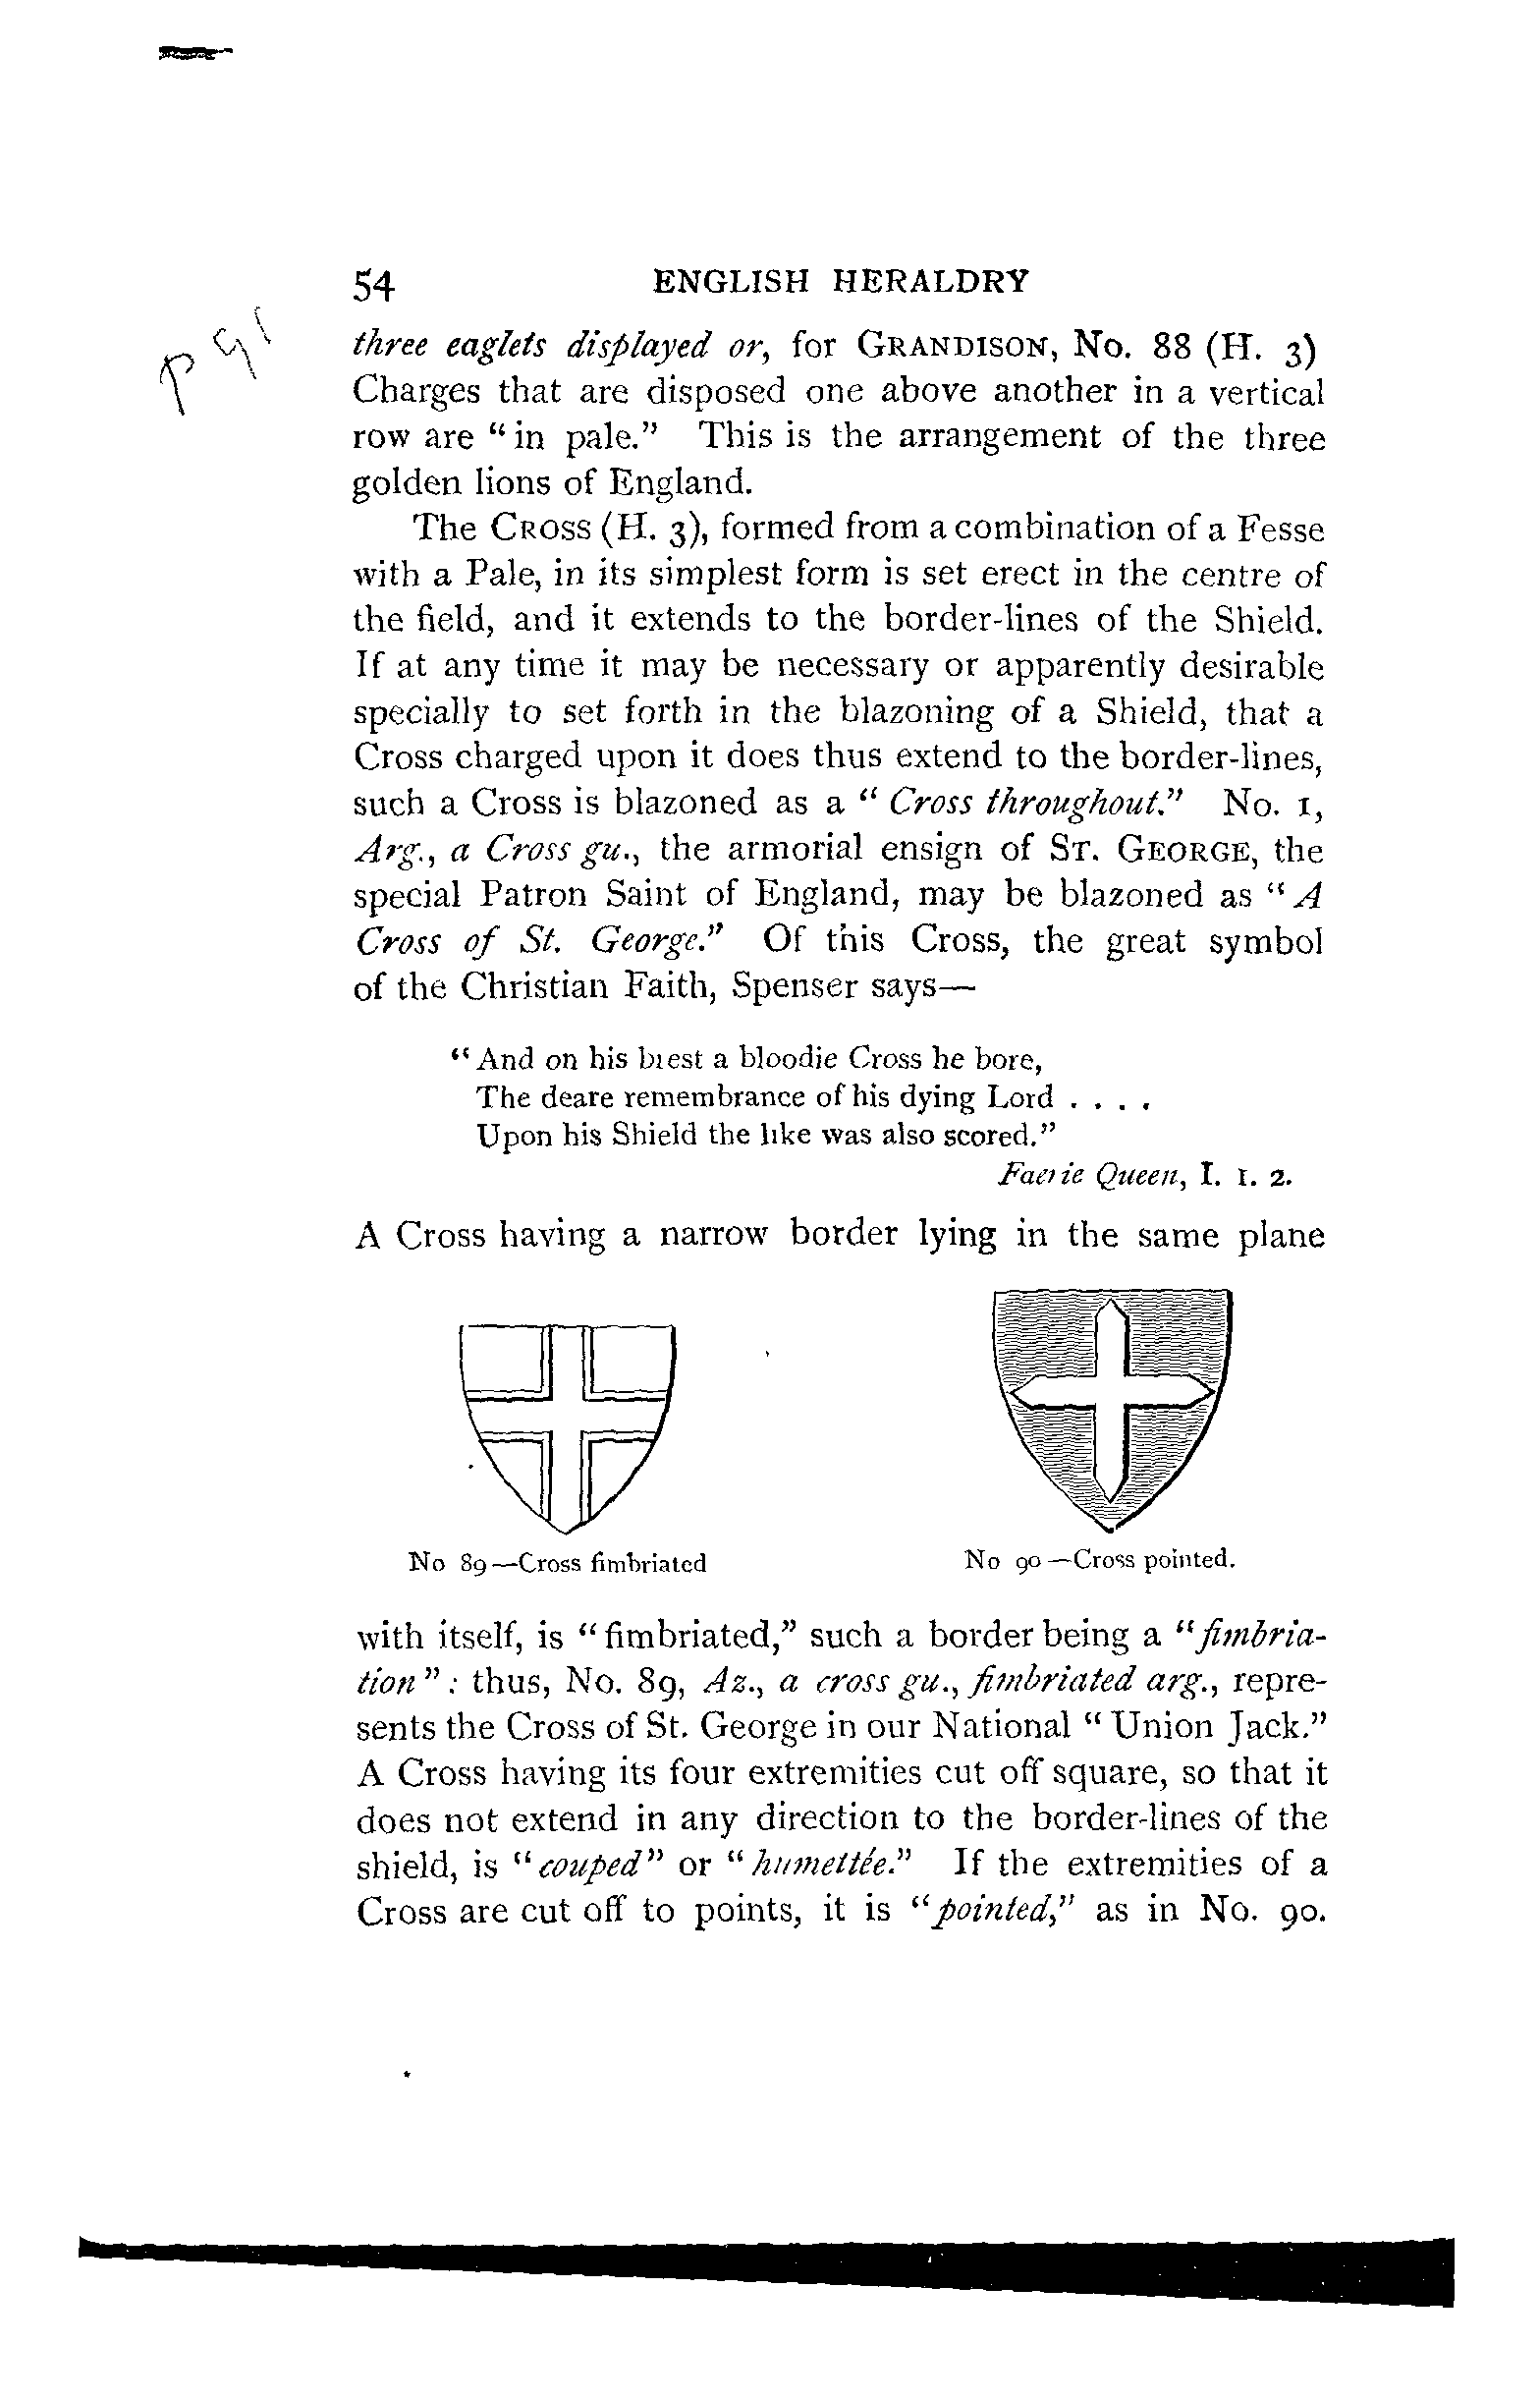 54 ENGLISH HERALDRY
p 91
three eaglets displayed or, for GRANDISON, No. 88 (H. 3)
Charges that are disposed one above another in a vertical
row are “in pale.” This is the arrangement of the three
golden lions of England.
The CROSS (H. 3), formed from a combination of a Fesse
with a Pale, in its simplest form is set erect in the centre of
the field, and it extends to the border-lines of the Shield.
If at any time it may be necessary or apparently desirable
specially to set forth in the blazoning of a Shield, that a
Cross charged upon it does thus extend to the border-lines,
such a Cross is blazoned as a “Cross throughout.” No. 1,
Arg., a Cross gu., the armorial ensign of ST. GEORGE, the
special Patron Saint of England, may be blazoned as “A
Cross of St. George.” Of this Cross, the great symbol
of the Christian Faith, Spenser says—
“And on his brest a bloodie Cross he bore,
The deare remembrance of his dying Lord . . . .
Upon his Shield the like was also scored.”
Faerie Queen, I. 1. 2.
A Cross having a narrow border lying in the same plane
No 89—Cross fimbriated
No 90—Cross pointed.
with itself, is “fimbriated,” such a border being a “fimbria-
tion”: thus, No. 89, Az., a cross gu., fimbriated arg., repre-
sents the Cross of St. George in our National “Union Jack.”
A Cross having its four extremities cut off square, so that it
does not extend in any direction to the border-lines of the
shield, is “couped” or “humettée.” If the extremities of a
Cross are cut off to points, it is “pointed,” as in No. 90.